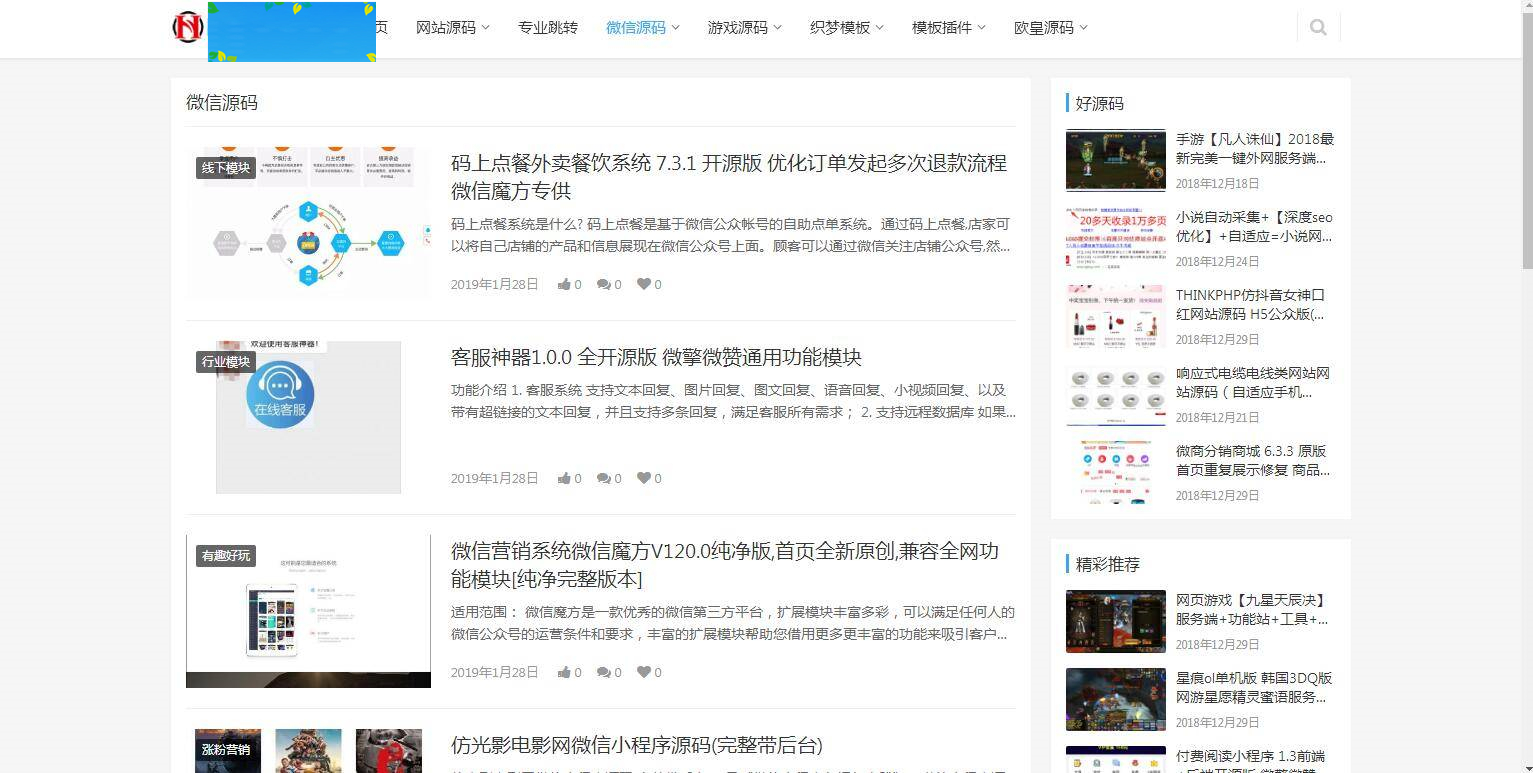 页
网站源码
专业跳转
微信源码
游戏源码
织梦模板
模板插件
欧皇源码
微信源码
线下模块
码上点餐外卖餐饮系统 7.3.1 开源版 优化订单发起多次退款流程
微信魔方专供
码上点餐系统是什么? 码上点餐是基于微信公众帐号的自助点单系统。通过码上点餐,店家可
以将自己店铺的产品和信息展现在微信公众号上面。顾客可以通过微信关注店铺公众号,然...
2019年1月28日 0 0 0
行业模块
欢迎使用客服神器!
在线客服
客服神器1.0.0 全开源版 微擎微赞通用功能模块
功能介绍 1. 客服系统 支持文本回复、图片回复、图文回复、语音回复、小视频回复、以及
带有超链接的文本回复，并且支持多条回复，满足客服所有需求； 2. 支持远程数据库 如果...
2019年1月28日 0 0 0
有趣好玩
微信营销系统微信魔方V120.0纯净版,首页全新原创,兼容全网功
能模块[纯净完整版本]
适用范围： 微信魔方是一款优秀的微信第三方平台，扩展模块丰富多彩，可以满足任何人的
微信公众号的运营条件和要求，丰富的扩展模块帮助您借用更多更丰富的功能来吸引客户...
2019年1月28日 0 0 0
涨粉营销
仿光影电影网微信小程序源码(完整带后台)
好源码
手游【凡人诛仙】2018最
新完美一键外网服务端...
2018年12月18日
20多天收录1万多页
小说自动采集+【深度seo
优化】+自适应=小说网...
2018年12月24日
THINKPHP仿抖音女神口
红网站源码 H5公众版(...
2018年12月29日
响应式电缆电线类网站网
站源码（自适应手机...
2018年12月21日
微商分销商城 6.3.3 原版
首页重复展示修复 商品...
2018年12月29日
精彩推荐
网页游戏【九星天辰决】
服务端+功能站+工具+...
2018年12月29日
星痕ol单机版 韩国3DQ版
网游星愿精灵蜜语服务...
2018年12月29日
付赛阅读小程序 1.3前端